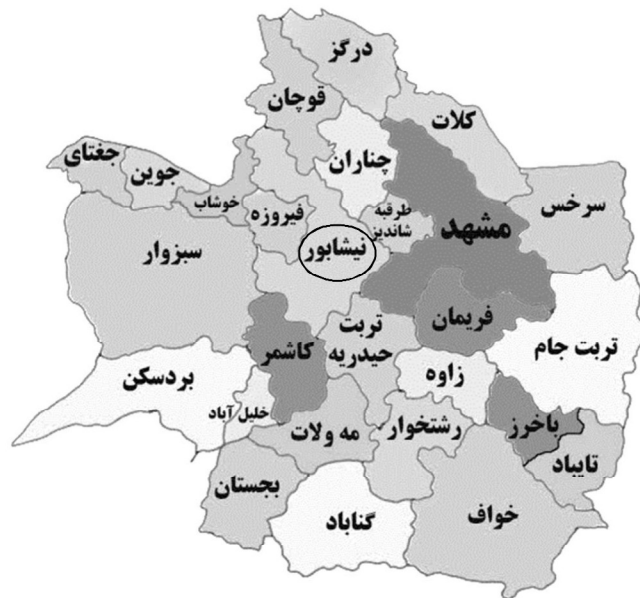 درگز
قوچان
کلات
چناران
جغتای
جوین
خوشاب
فیروزه
طرقبه
شاندیز
مشهد
سرخس
سبزوار
نیشابور
فریمان
تربت
حیدریه
کاشمر
تربت جام
زاوه
بردسکن
خلیل آباد
مه ولات
رشتخوار
باخرز
تایباد
بجستان
گناباد
خواف